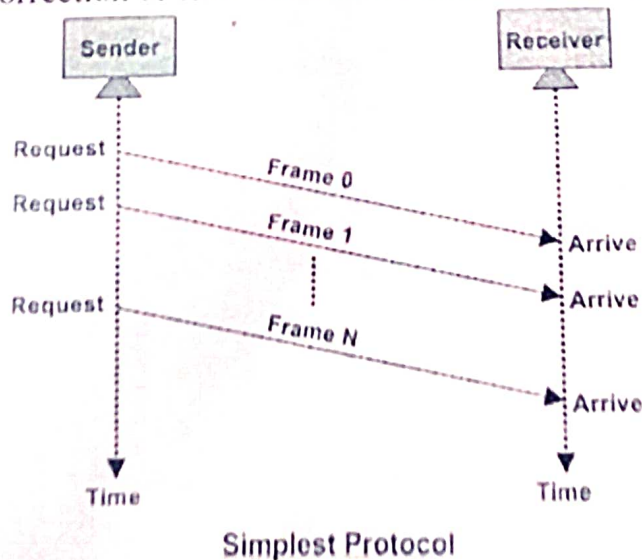 Sender
Receiver
Request
Frame 0
Request
Arrive
Frame 1
Arrive
Request
Frame N
Arrive
Time
Time
Simplest Protocol